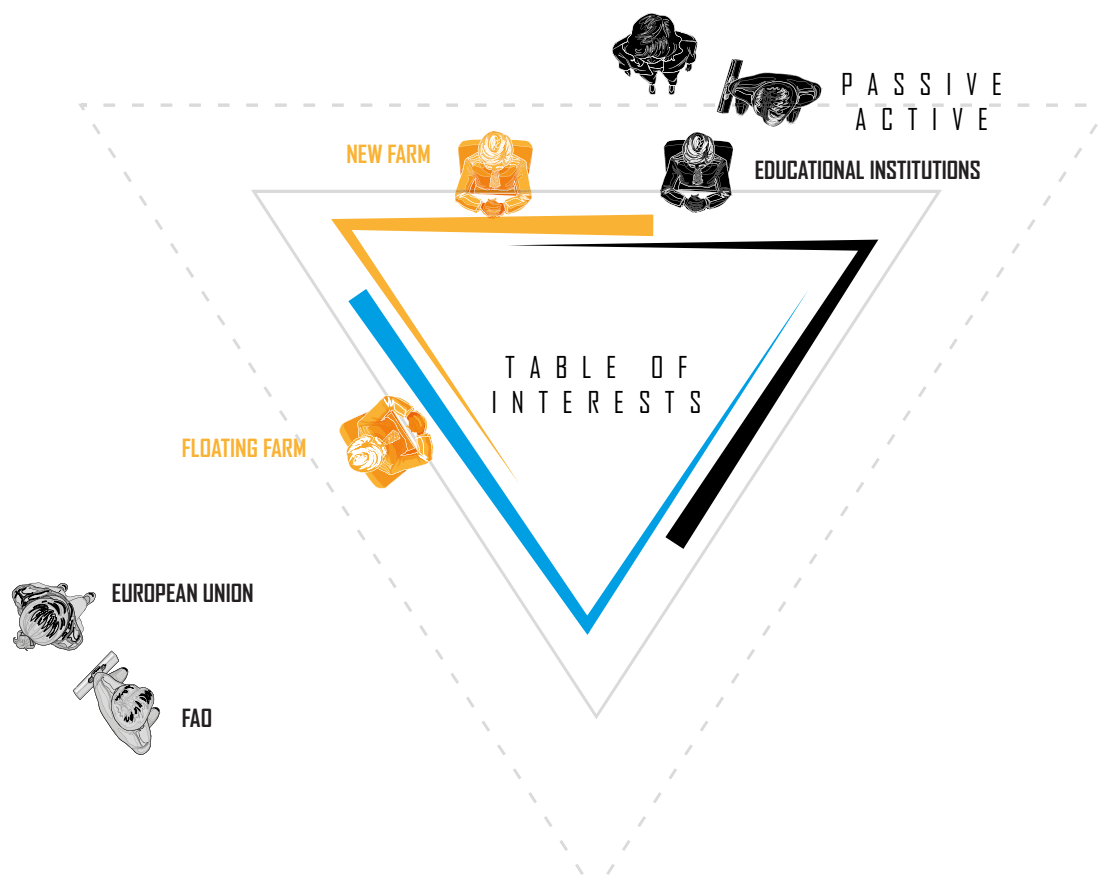 PASSIVE
ACTIVE
NEW FARM
EDUCATIONAL INSTITUTIONS
TABLE OF
INTERESTS
FLOATING FARM
EUROPEAN UNION
FAO